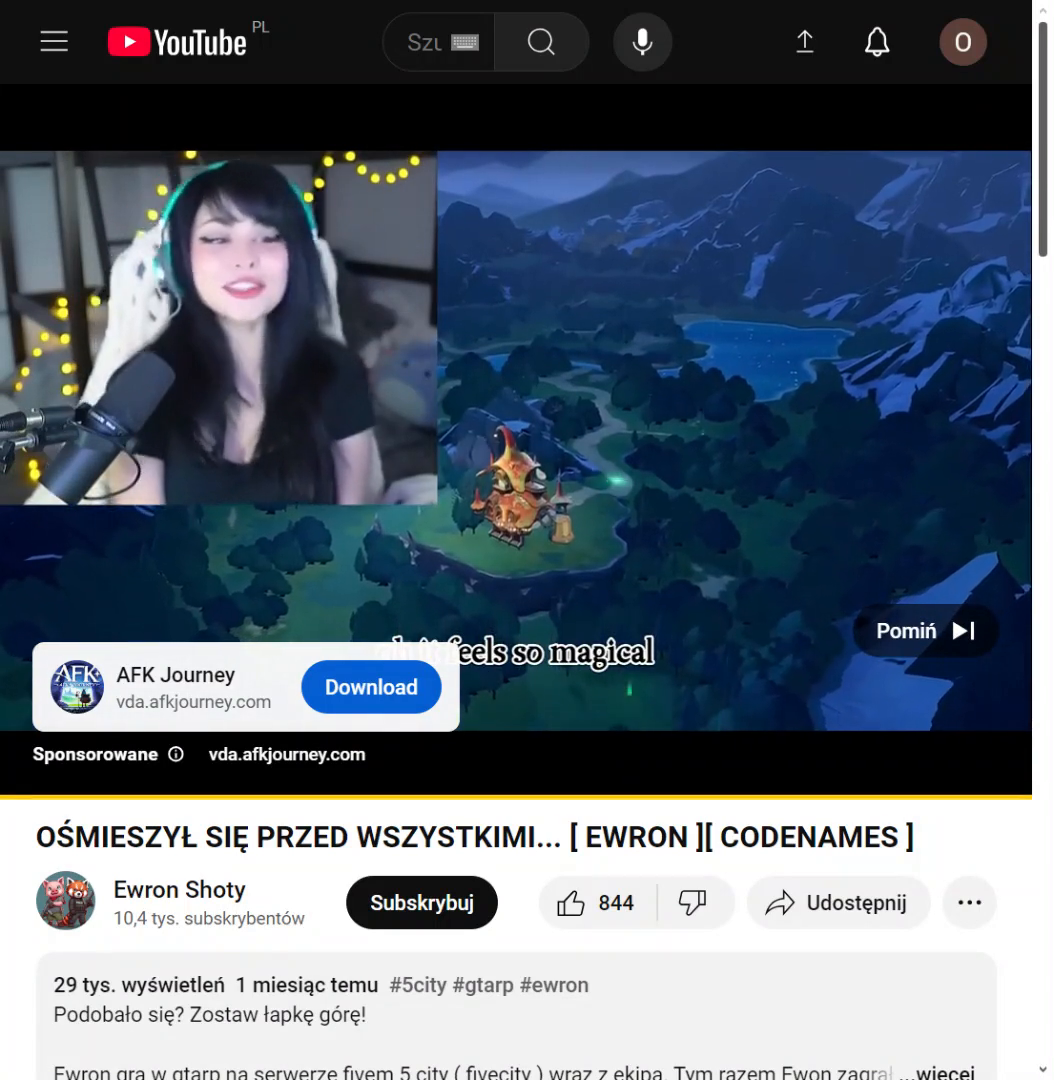 YouTube PL
Szu
O
feels so magical
Pomiń
AFK
AFK Journey
vda.afkjourney.com
Download
Sponsorowane vda.afkjourney.com
OŚMIESZYŁ SIĘ PRZED WSZYSTKIMI... [ EWRON ][ CODENAMES ]
Ewron Shoty
10,4 tys. subskrybentów
Subskrybuj
844
Udostępnij
29 tys. wyświetleń 1 miesiąc temu #5city #gtarp #ewron
Podobało się? Zostaw łapkę górę!
Ewron gra w gtarp na serwerze fivem 5 city ( fivecity ) wraz z ekipą. Tym razem Ewon zagrał ...więcej